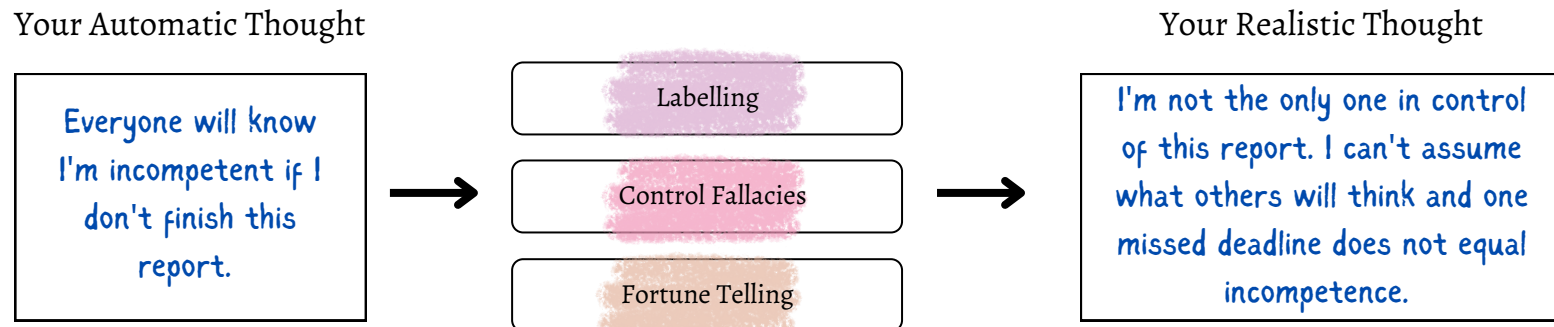 Your Automatic Thought
Everyone will know
I'm incompetent if I
don't finish this
report.
Labelling
Control Fallacies
Fortune Telling
Your Realistic Thought
I'm not the only one in control
of this report. I can't assume
what others will think and one
missed deadline does not equal
incompetence.